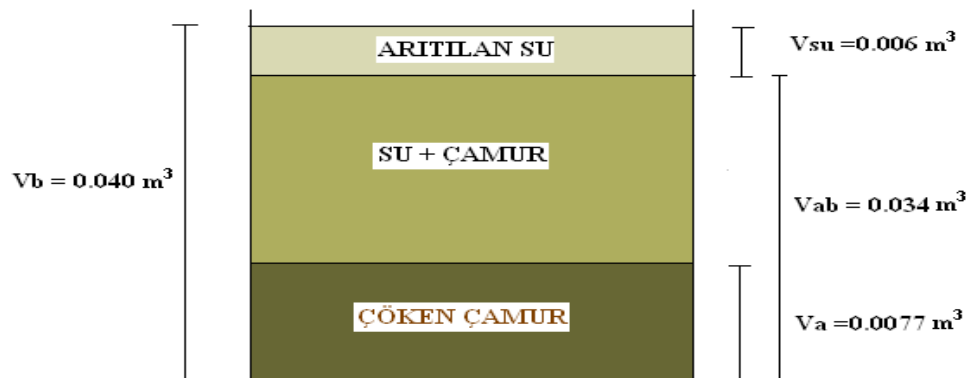 ARITILAN SU
Vsu =0.006 m³
SU + ÇAMUR
Vb = 0.040 m³
Vab = 0.034 m³
ÇÖKEN ÇAMUR
Va =0.0077 m³